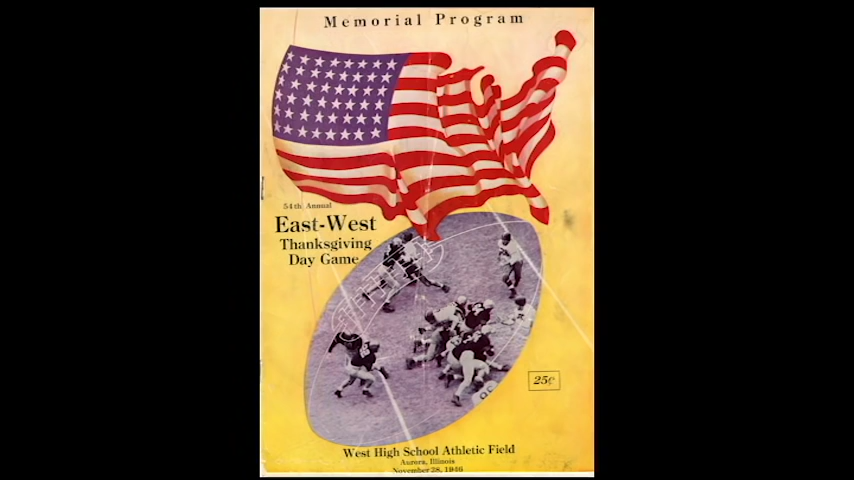 Memorial Program
54th Annual
East-West
Thanksgiving
Day Game
25¢
West High School Athletic Field
Aurora, Illinois
November 28, 1946